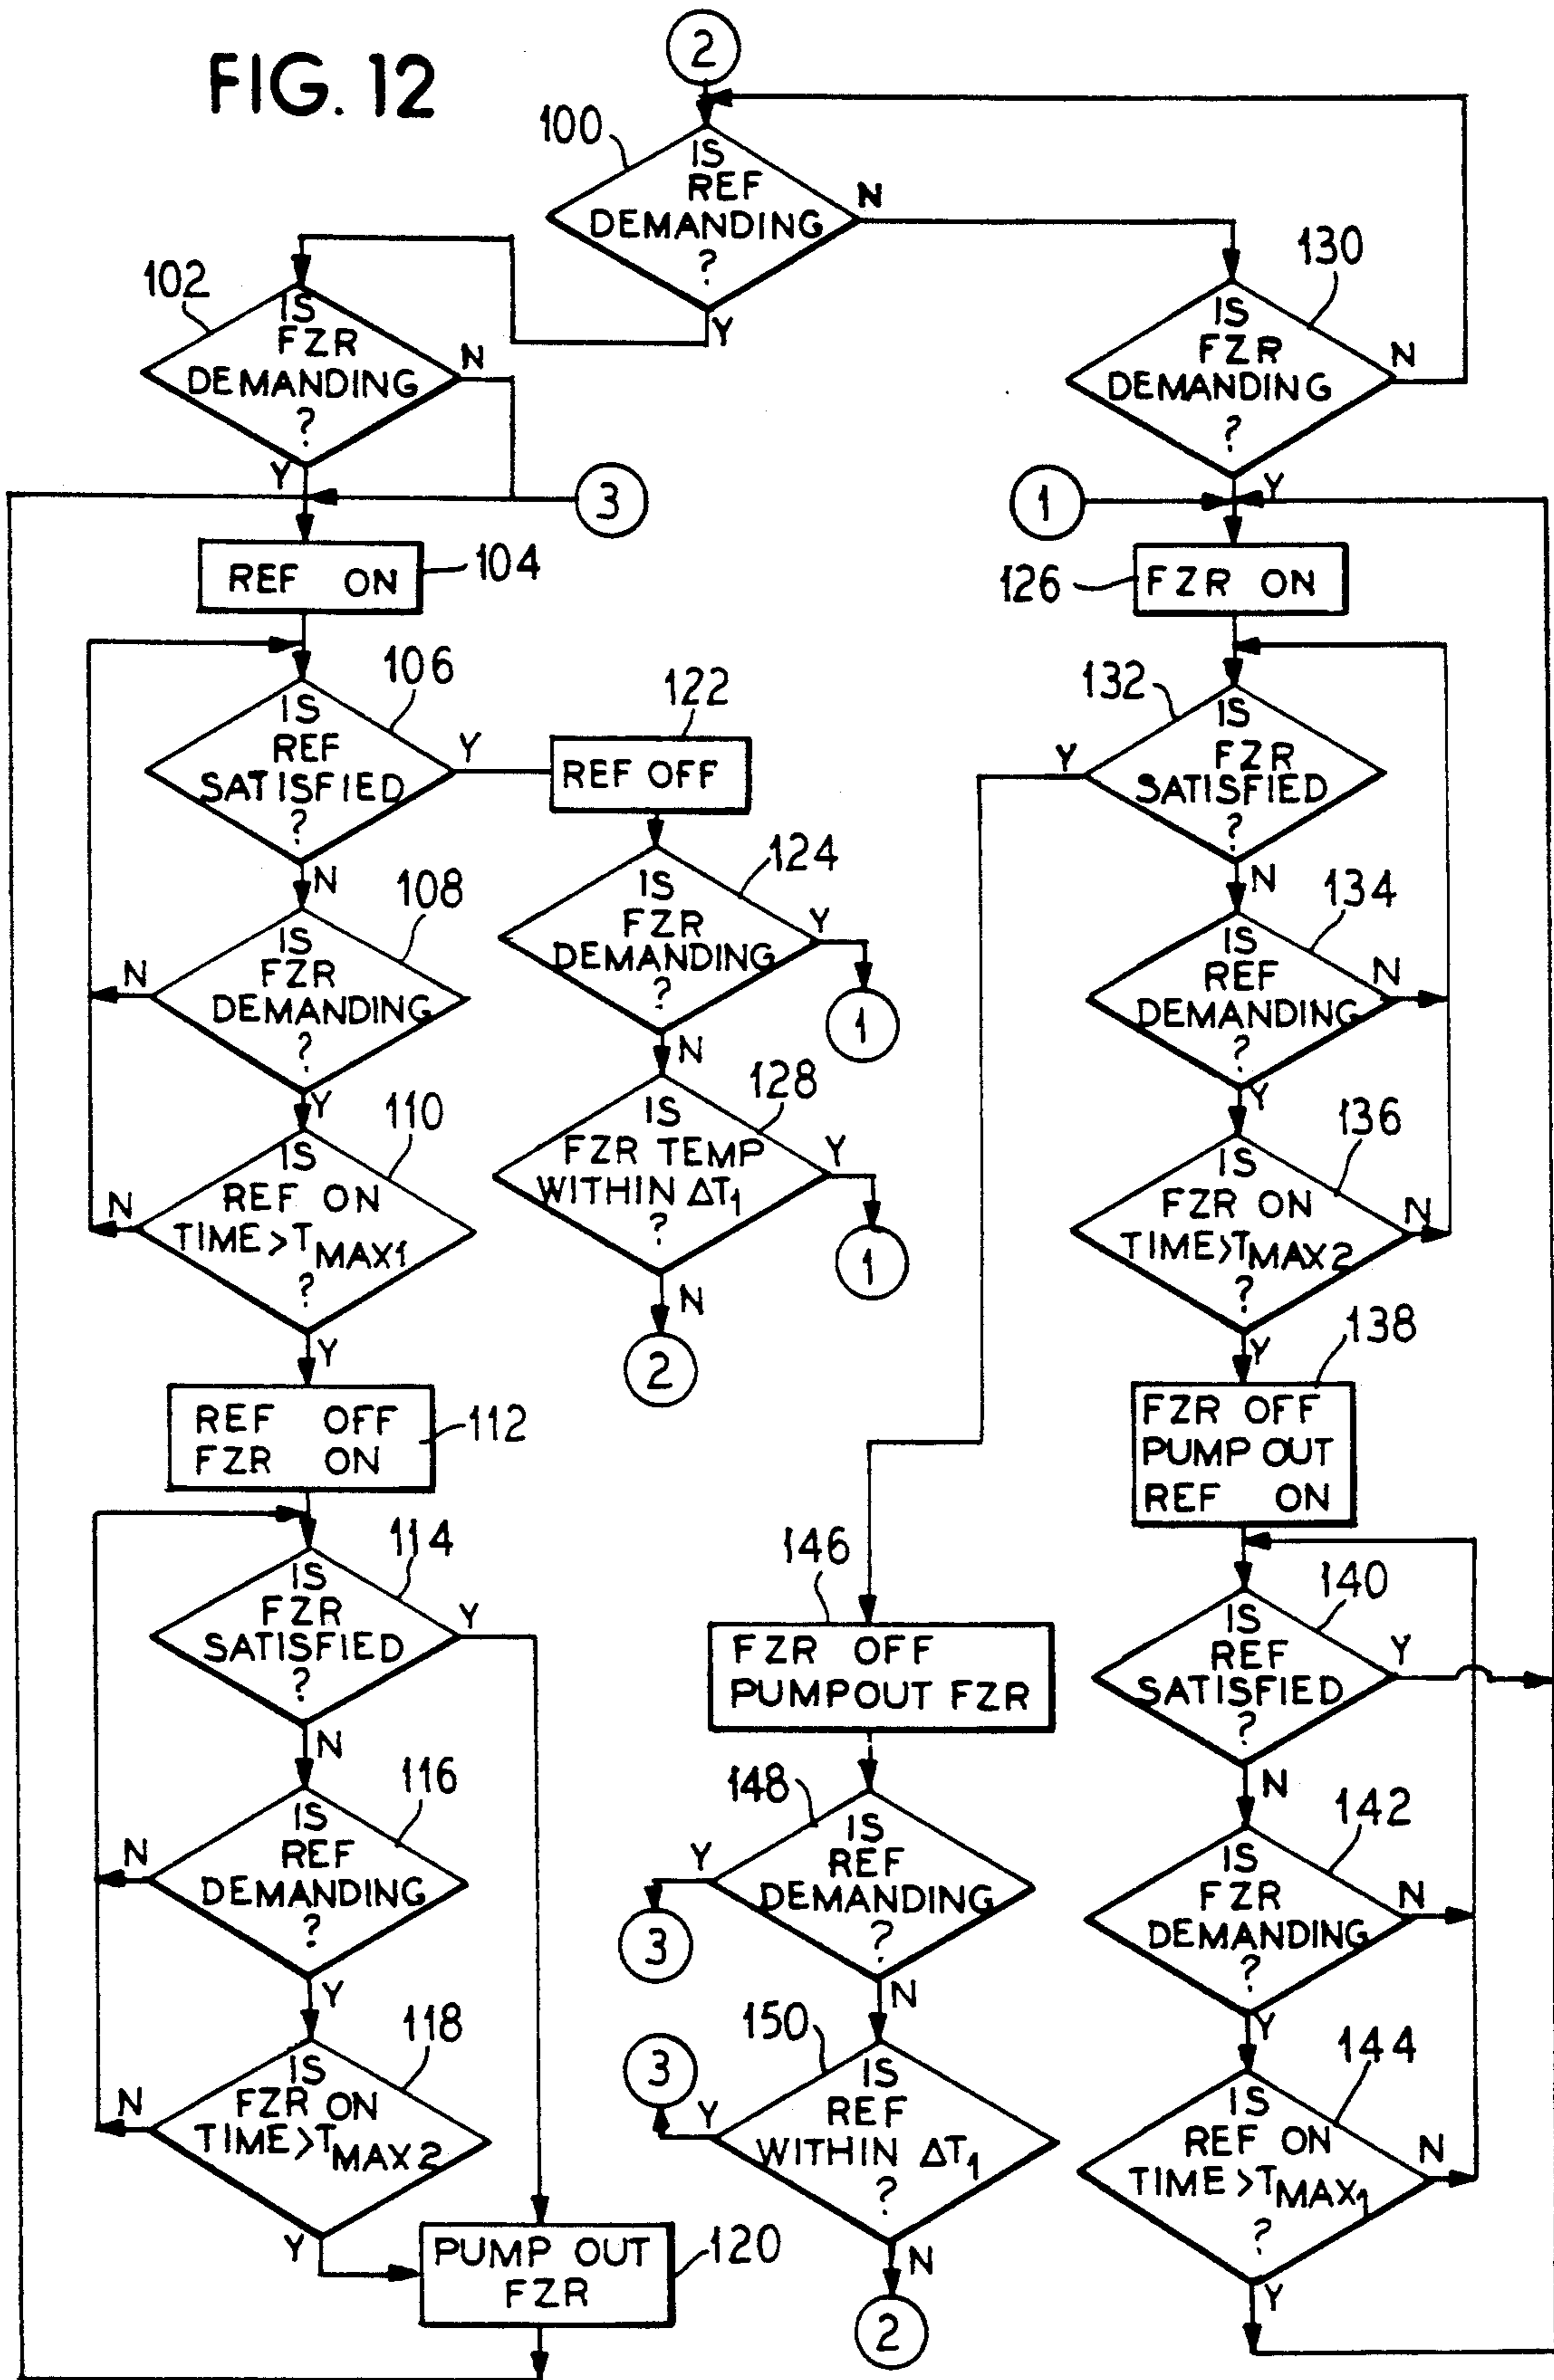 FIG. 12
2
100
IS
REF
DEMANDING
?
N
Y
102
IS
FZR
DEMANDING
?
N
Y
130
IS
FZR
DEMANDING
?
N
Y
3
1
REF ON
104
126
FZR ON
106
IS
REF
SATISFIED
?
Y
N
122
REF OFF
132
IS
FZR
SATISFIED
?
Y
N
108
IS
FZR
DEMANDING
?
N
Y
124
IS
FZR
DEMANDING
?
Y
1
N
134
IS
REF
DEMANDING
?
N
Y
110
IS
REF ON
TIME>TMAX1
?
N
Y
128
IS
FZR TEMP
WITHIN ΔT1
?
Y
1
N
2
136
IS
FZR ON
TIME>TMAX2
?
N
Y
REF OFF
FZR ON
112
138
FZR OFF
PUMP OUT
REF ON
114
IS
FZR
SATISFIED
?
Y
N
146
FZR OFF
PUMPOUT FZR
140
IS
REF
SATISFIED
?
Y
N
116
IS
REF
DEMANDING
?
N
Y
148
IS
REF
DEMANDING
?
Y
3
N
142
IS
FZR
DEMANDING
?
N
Y
118
IS
FZR ON
TIME>TMAX2
?
N
Y
150
3
IS
REF
WITHIN ΔT1
?
Y
N
2
144
IS
REF ON
TIME>TMAX1
?
N
Y
PUMP OUT
FZR
120